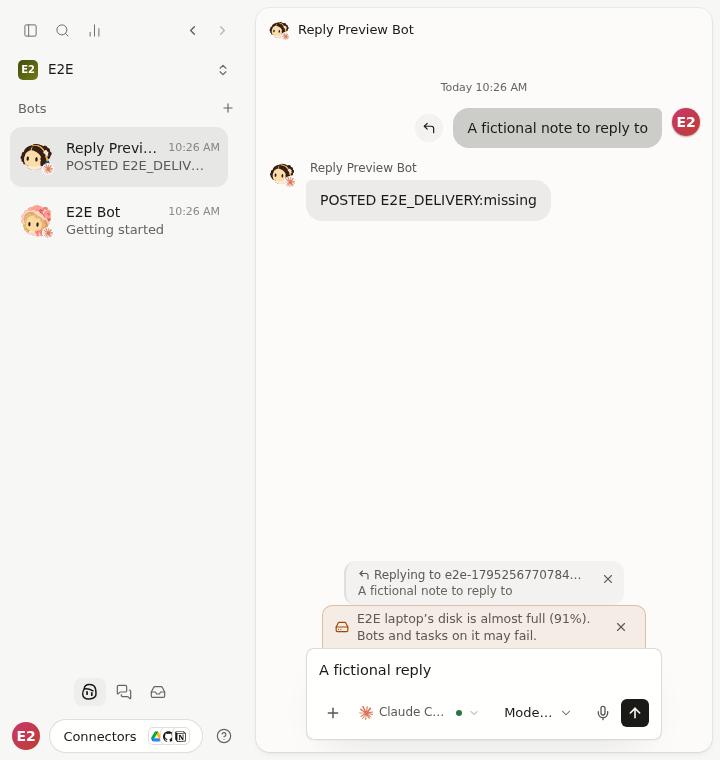 E2 E2E
Bots
Reply Previ... 10:26 AM
POSTED E2E_DELIV...
E2E Bot 10:26 AM
Getting started
E2 Connectors
Reply Preview Bot
Today 10:26 AM
A fictional note to reply to E2
Reply Preview Bot
POSTED E2E_DELIVERY:missing
Replying to e2e-1795256770784...
A fictional note to reply to
E2E laptop’s disk is almost full (91%).
Bots and tasks on it may fail.
A fictional reply
Claude C... Mode...